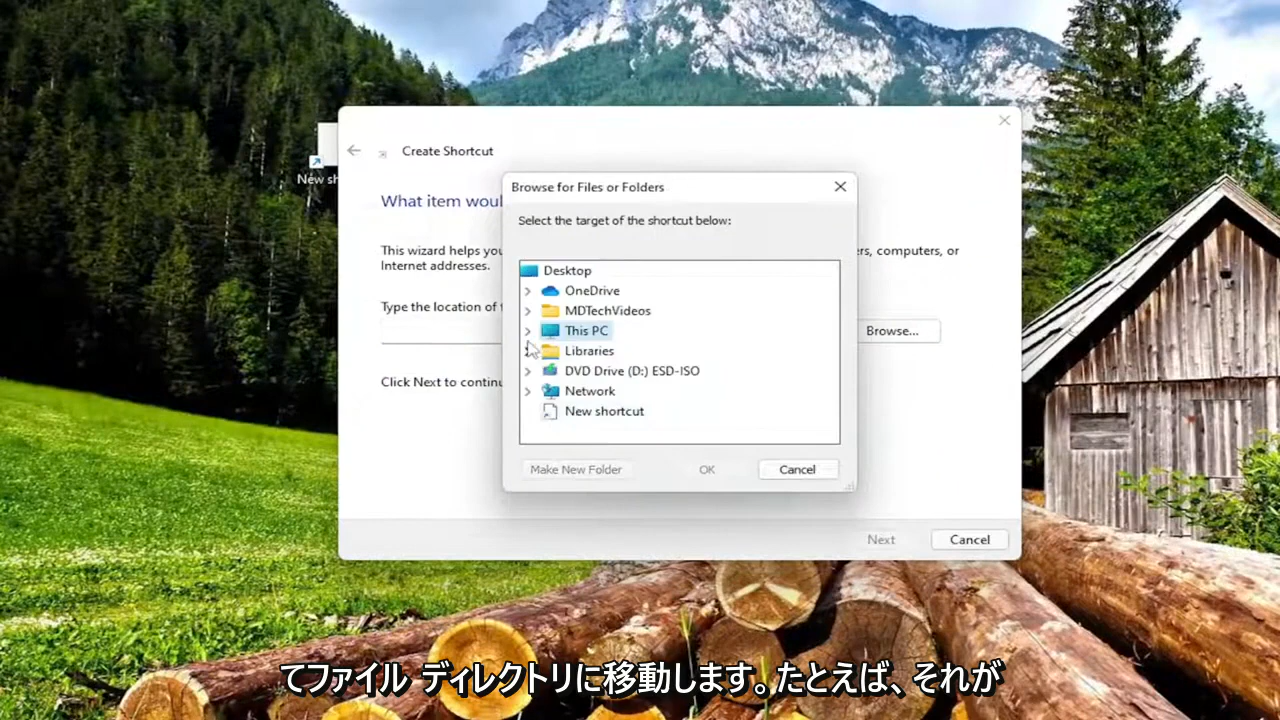 Create Shortcut
New sh
What item woul
This wizard helps you
ers, computers, or
Internet addresses.
Type the location of t
Browse...
Click Next to continu
Browse for Files or Folders
Select the target of the shortcut below:
Desktop
OneDrive
MDTechVideos
This PC
Libraries
DVD Drive (D:) ESD-ISO
Network
New shortcut
Make New Folder
OK
Cancel
Next
Cancel
てファイル ディレクトリに移動します。たとえば、それが